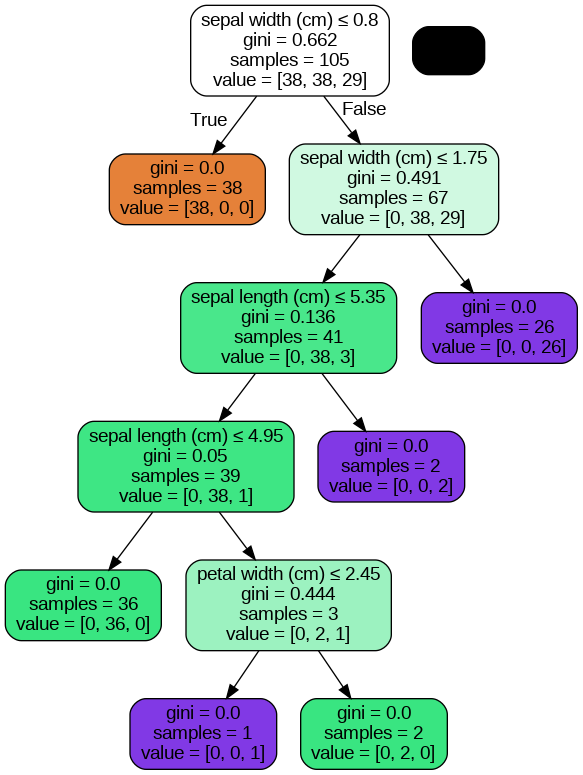 sepal width (cm) ≤ 0.8
gini = 0.662
samples = 105
value = [38, 38, 29]
True
False
gini = 0.0
samples = 38
value = [38, 0, 0]
sepal width (cm) ≤ 1.75
gini = 0.491
samples = 67
value = [0, 38, 29]
sepal length (cm) ≤ 5.35
gini = 0.136
samples = 41
value = [0, 38, 3]
gini = 0.0
samples = 26
value = [0, 0, 26]
sepal length (cm) ≤ 4.95
gini = 0.05
samples = 39
value = [0, 38, 1]
gini = 0.0
samples = 2
value = [0, 0, 2]
gini = 0.0
samples = 36
value = [0, 36, 0]
petal width (cm) ≤ 2.45
gini = 0.444
samples = 3
value = [0, 2, 1]
gini = 0.0
samples = 1
value = [0, 0, 1]
gini = 0.0
samples = 2
value = [0, 2, 0]